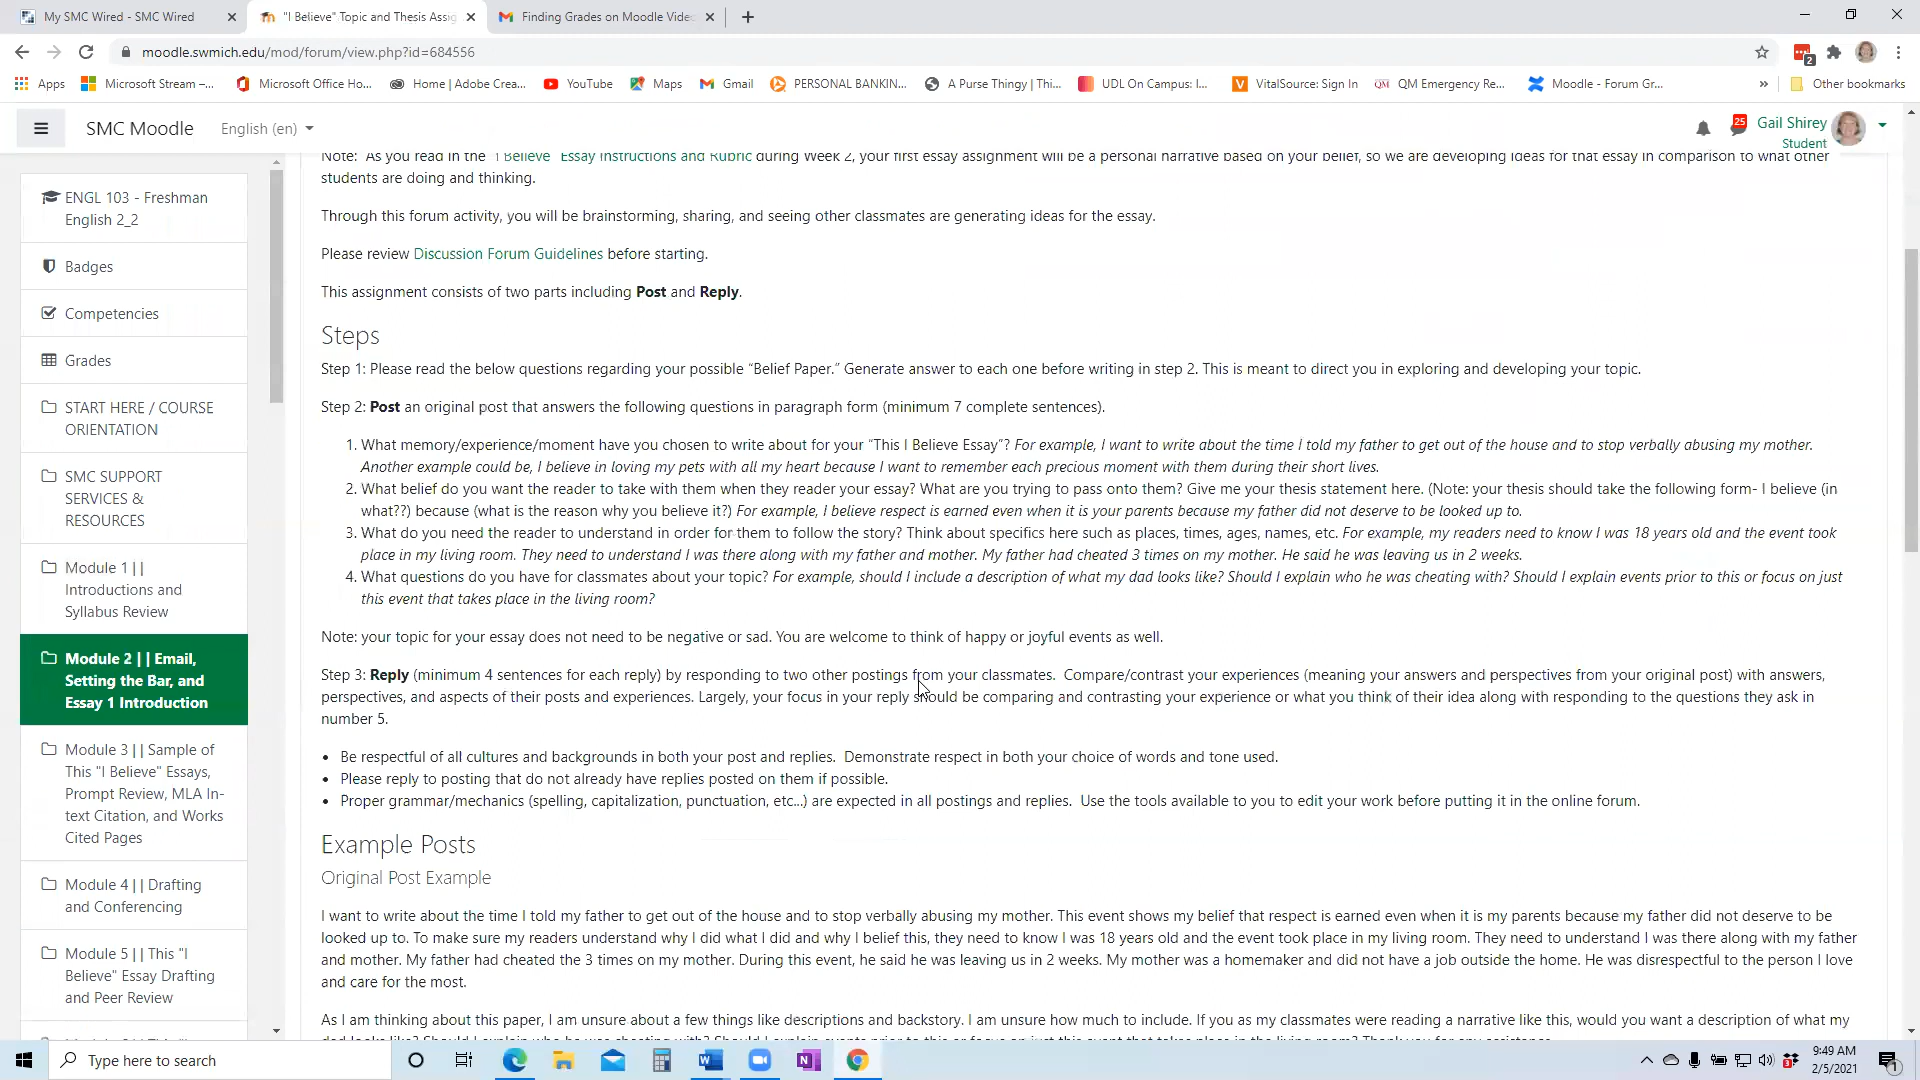 My SMC Wired - SMC Wired
"I Believe" Topic and Thesis Assig
Finding Grades on Moodle Video
moodle.swmich.edu/mod/forum/view.php?id=684556
2
Apps
Microsoft Stream –...
Microsoft Office Ho...
Home | Adobe Crea...
YouTube
Maps
Gmail
PERSONAL BANKIN...
A Purse Thingy | Thi...
UDL On Campus: I...
V
VitalSource: Sign In
QM
QM Emergency Re...
Moodle - Forum Gr...
»
Other bookmarks
SMC Moodle
English (en)
25
Gail Shirey
Student
ENGL 103 - Freshman
English 2_2
Badges
Competencies
Grades
START HERE / COURSE
ORIENTATION
SMC SUPPORT
SERVICES &
RESOURCES
Module 1 | |
Introductions and
Syllabus Review
Module 2 | | Email,
Setting the Bar, and
Essay 1 Introduction
Module 3 | | Sample of
This "I Believe" Essays,
Prompt Review, MLA In-
text Citation, and Works
Cited Pages
Module 4 | | Drafting
and Conferencing
Module 5 | | This "I
Believe" Essay Drafting
and Peer Review
Note: As you read in the "I Believe" Essay Instructions and Rubric during Week 2, your first essay assignment will be a personal narrative based on your belief, so we are developing ideas for that essay in comparison to what other
students are doing and thinking.
Through this forum activity, you will be brainstorming, sharing, and seeing other classmates are generating ideas for the essay.
Please review Discussion Forum Guidelines before starting.
This assignment consists of two parts including Post and Reply.
Steps
Step 1: Please read the below questions regarding your possible “Belief Paper.” Generate answer to each one before writing in step 2. This is meant to direct you in exploring and developing your topic.
Step 2: Post an original post that answers the following questions in paragraph form (minimum 7 complete sentences).
1. What memory/experience/moment have you chosen to write about for your “This I Believe Essay”? For example, I want to write about the time I told my father to get out of the house and to stop verbally abusing my mother.
Another example could be, I believe in loving my pets with all my heart because I want to remember each precious moment with them during their short lives.
2. What belief do you want the reader to take with them when they reader your essay? What are you trying to pass onto them? Give me your thesis statement here. (Note: your thesis should take the following form- I believe (in
what??) because (what is the reason why you believe it?) For example, I believe respect is earned even when it is your parents because my father did not deserve to be looked up to.
3. What do you need the reader to understand in order for them to follow the story? Think about specifics here such as places, times, ages, names, etc. For example, my readers need to know I was 18 years old and the event took
place in my living room. They need to understand I was there along with my father and mother. My father had cheated 3 times on my mother. He said he was leaving us in 2 weeks.
4. What questions do you have for classmates about your topic? For example, should I include a description of what my dad looks like? Should I explain who he was cheating with? Should I explain events prior to this or focus on just
this event that takes place in the living room?
Note: your topic for your essay does not need to be negative or sad. You are welcome to think of happy or joyful events as well.
Step 3: Reply (minimum 4 sentences for each reply) by responding to two other postings from your classmates. Compare/contrast your experiences (meaning your answers and perspectives from your original post) with answers,
perspectives, and aspects of their posts and experiences. Largely, your focus in your reply should be comparing and contrasting your experience or what you think of their idea along with responding to the questions they ask in
number 5.
• Be respectful of all cultures and backgrounds in both your post and replies. Demonstrate respect in both your choice of words and tone used.
• Please reply to posting that do not already have replies posted on them if possible.
• Proper grammar/mechanics (spelling, capitalization, punctuation, etc...) are expected in all postings and replies. Use the tools available to you to edit your work before putting it in the online forum.
Example Posts
Original Post Example
I want to write about the time I told my father to get out of the house and to stop verbally abusing my mother. This event shows my belief that respect is earned even when it is my parents because my father did not deserve to be
looked up to. To make sure my readers understand why I did what I did and why I belief this, they need to know I was 18 years old and the event took place in my living room. They need to understand I was there along with my father
and mother. My father had cheated the 3 times on my mother. During this event, he said he was leaving us in 2 weeks. My mother was a homemaker and did not have a job outside the home. He was disrespectful to the person I love
and care for the most.
As I am thinking about this paper, I am unsure about a few things like descriptions and backstory. I am unsure how much to include. If you as my classmates were reading a narrative like this, would you want a description of what my
Type here to search
9:49 AM
2/5/2021
1